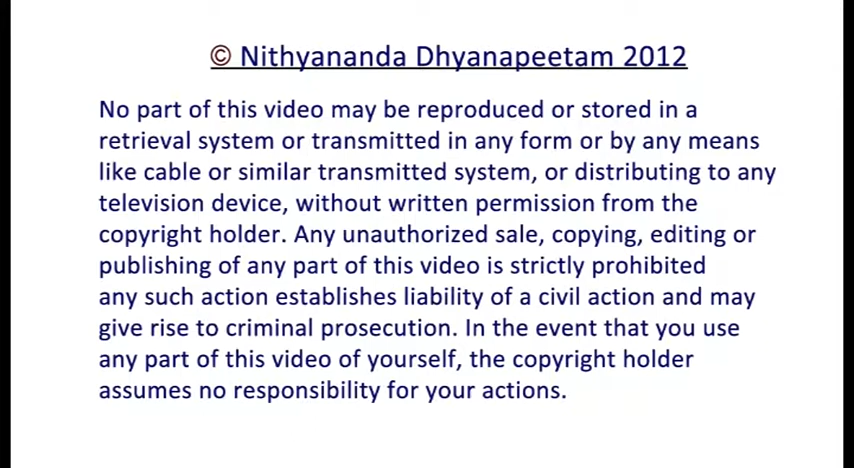 © Nithyananda Dhyanapeetam 2012
No part of this video may be reproduced or stored in a
retrieval system or transmitted in any form or by any means
like cable or similar transmitted system, or distributing to any
television device, without written permission from the
copyright holder. Any unauthorized sale, copying, editing or
publishing of any part of this video is strictly prohibited
any such action establishes liability of a civil action and may
give rise to criminal prosecution. In the event that you use
any part of this video of yourself, the copyright holder
assumes no responsibility for your actions.